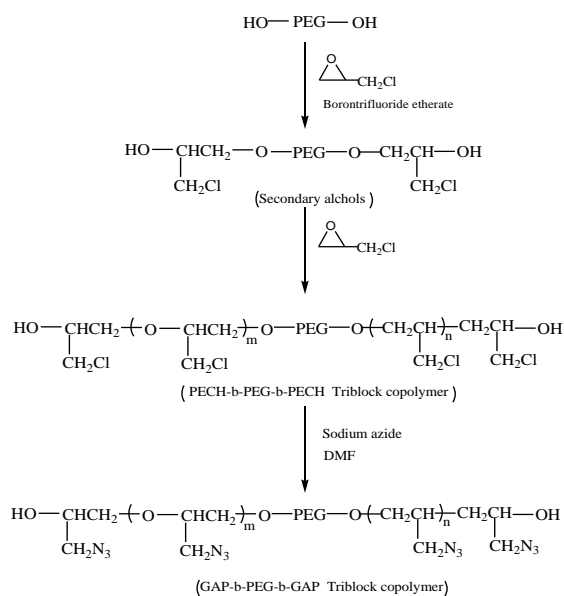 HO—PEG—OH
O
CH2Cl
Borontrifluoride etherate
HO—CHCH2—O—PEG—O—CH2CH—OH
CH2Cl CH2Cl
(Secondary alchols)
O
CH2Cl
HO—CHCH2—(O—CHCH2)m—O—PEG—O—(CH2CH)n—CH2CH—OH
CH2Cl CH2Cl CH2Cl CH2Cl
(PECH-b-PEG-b-PECH Triblock copolymer)
Sodium azide
DMF
HO—CHCH2—(O—CHCH2)m—O—PEG—O—(CH2CH)n—CH2CH—OH
CH2N3 CH2N3 CH2N3 CH2N3
(GAP-b-PEG-b-GAP Triblock copolymer)